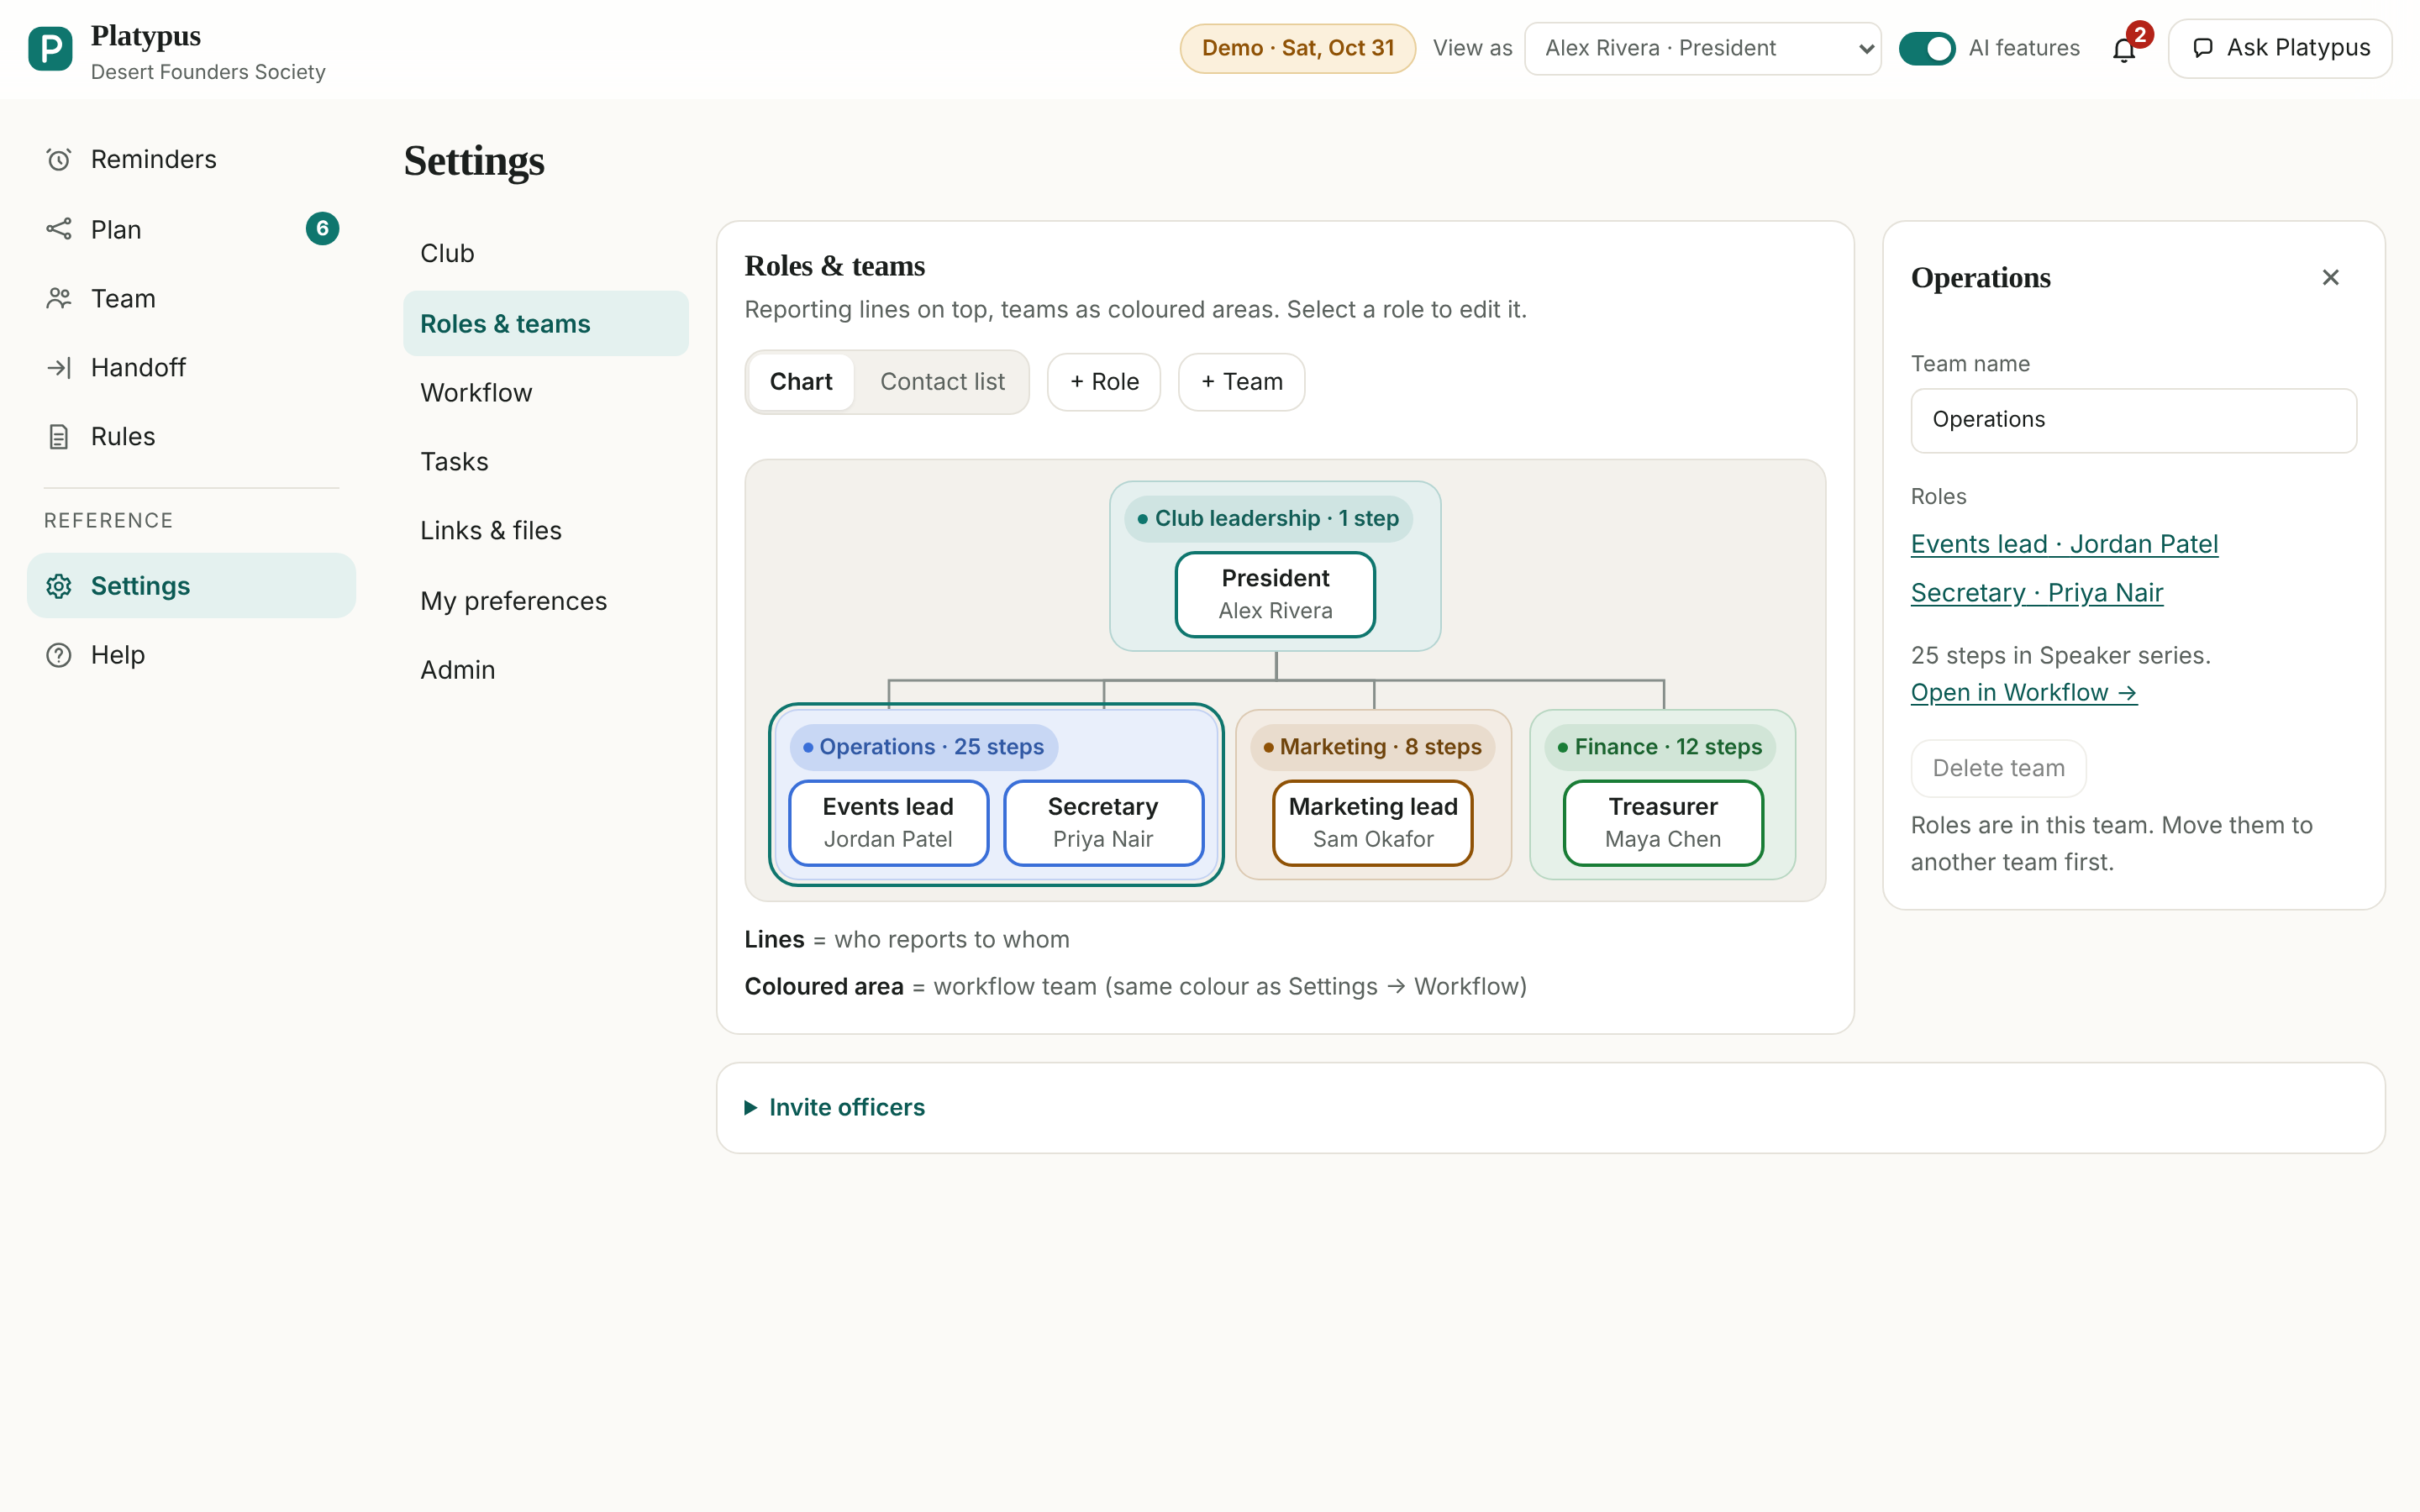 Platypus
Desert Founders Society
Demo · Sat, Oct 31
View as
Alex Rivera · President
AI features
2
Ask Platypus
Reminders
Plan
6
Team
Handoff
Rules
REFERENCE
Settings
Help
Settings
Club
Roles & teams
Workflow
Tasks
Links & files
My preferences
Admin
Roles & teams
Reporting lines on top, teams as coloured areas. Select a role to edit it.
Chart
Contact list
+ Role
+ Team
Club leadership · 1 step
President
Alex Rivera
Operations · 25 steps
Events lead
Jordan Patel
Secretary
Priya Nair
Marketing · 8 steps
Marketing lead
Sam Okafor
Finance · 12 steps
Treasurer
Maya Chen
Lines = who reports to whom
Coloured area = workflow team (same colour as Settings → Workflow)
Operations
Team name
Operations
Roles
Events lead · Jordan Patel
Secretary · Priya Nair
25 steps in Speaker series.
Open in Workflow →
Delete team
Roles are in this team. Move them to
another team first.
Invite officers